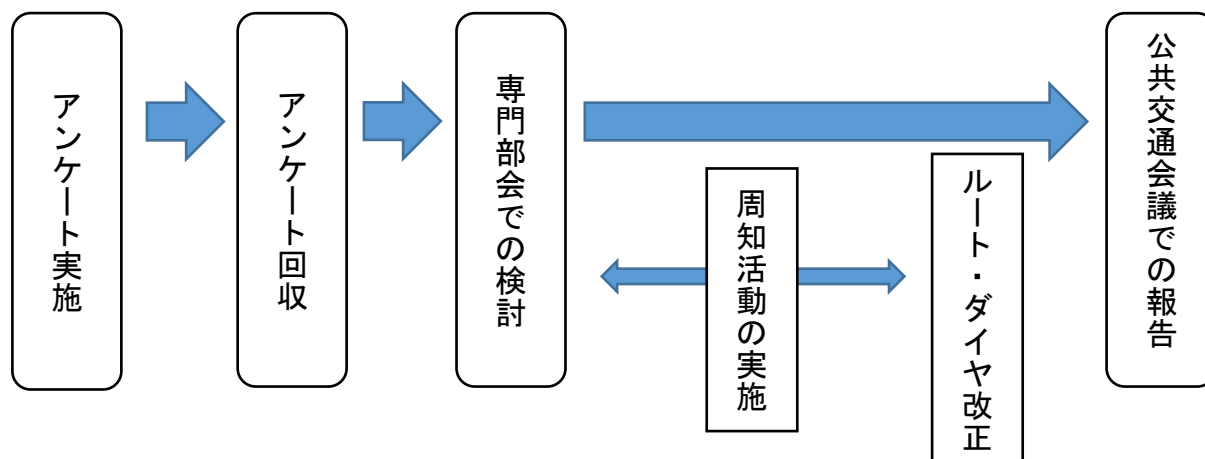 アンケート実施
アンケート回収
専門部会での検討
周知活動の実施
ルート・ダイヤ改正
公共交通会議での報告